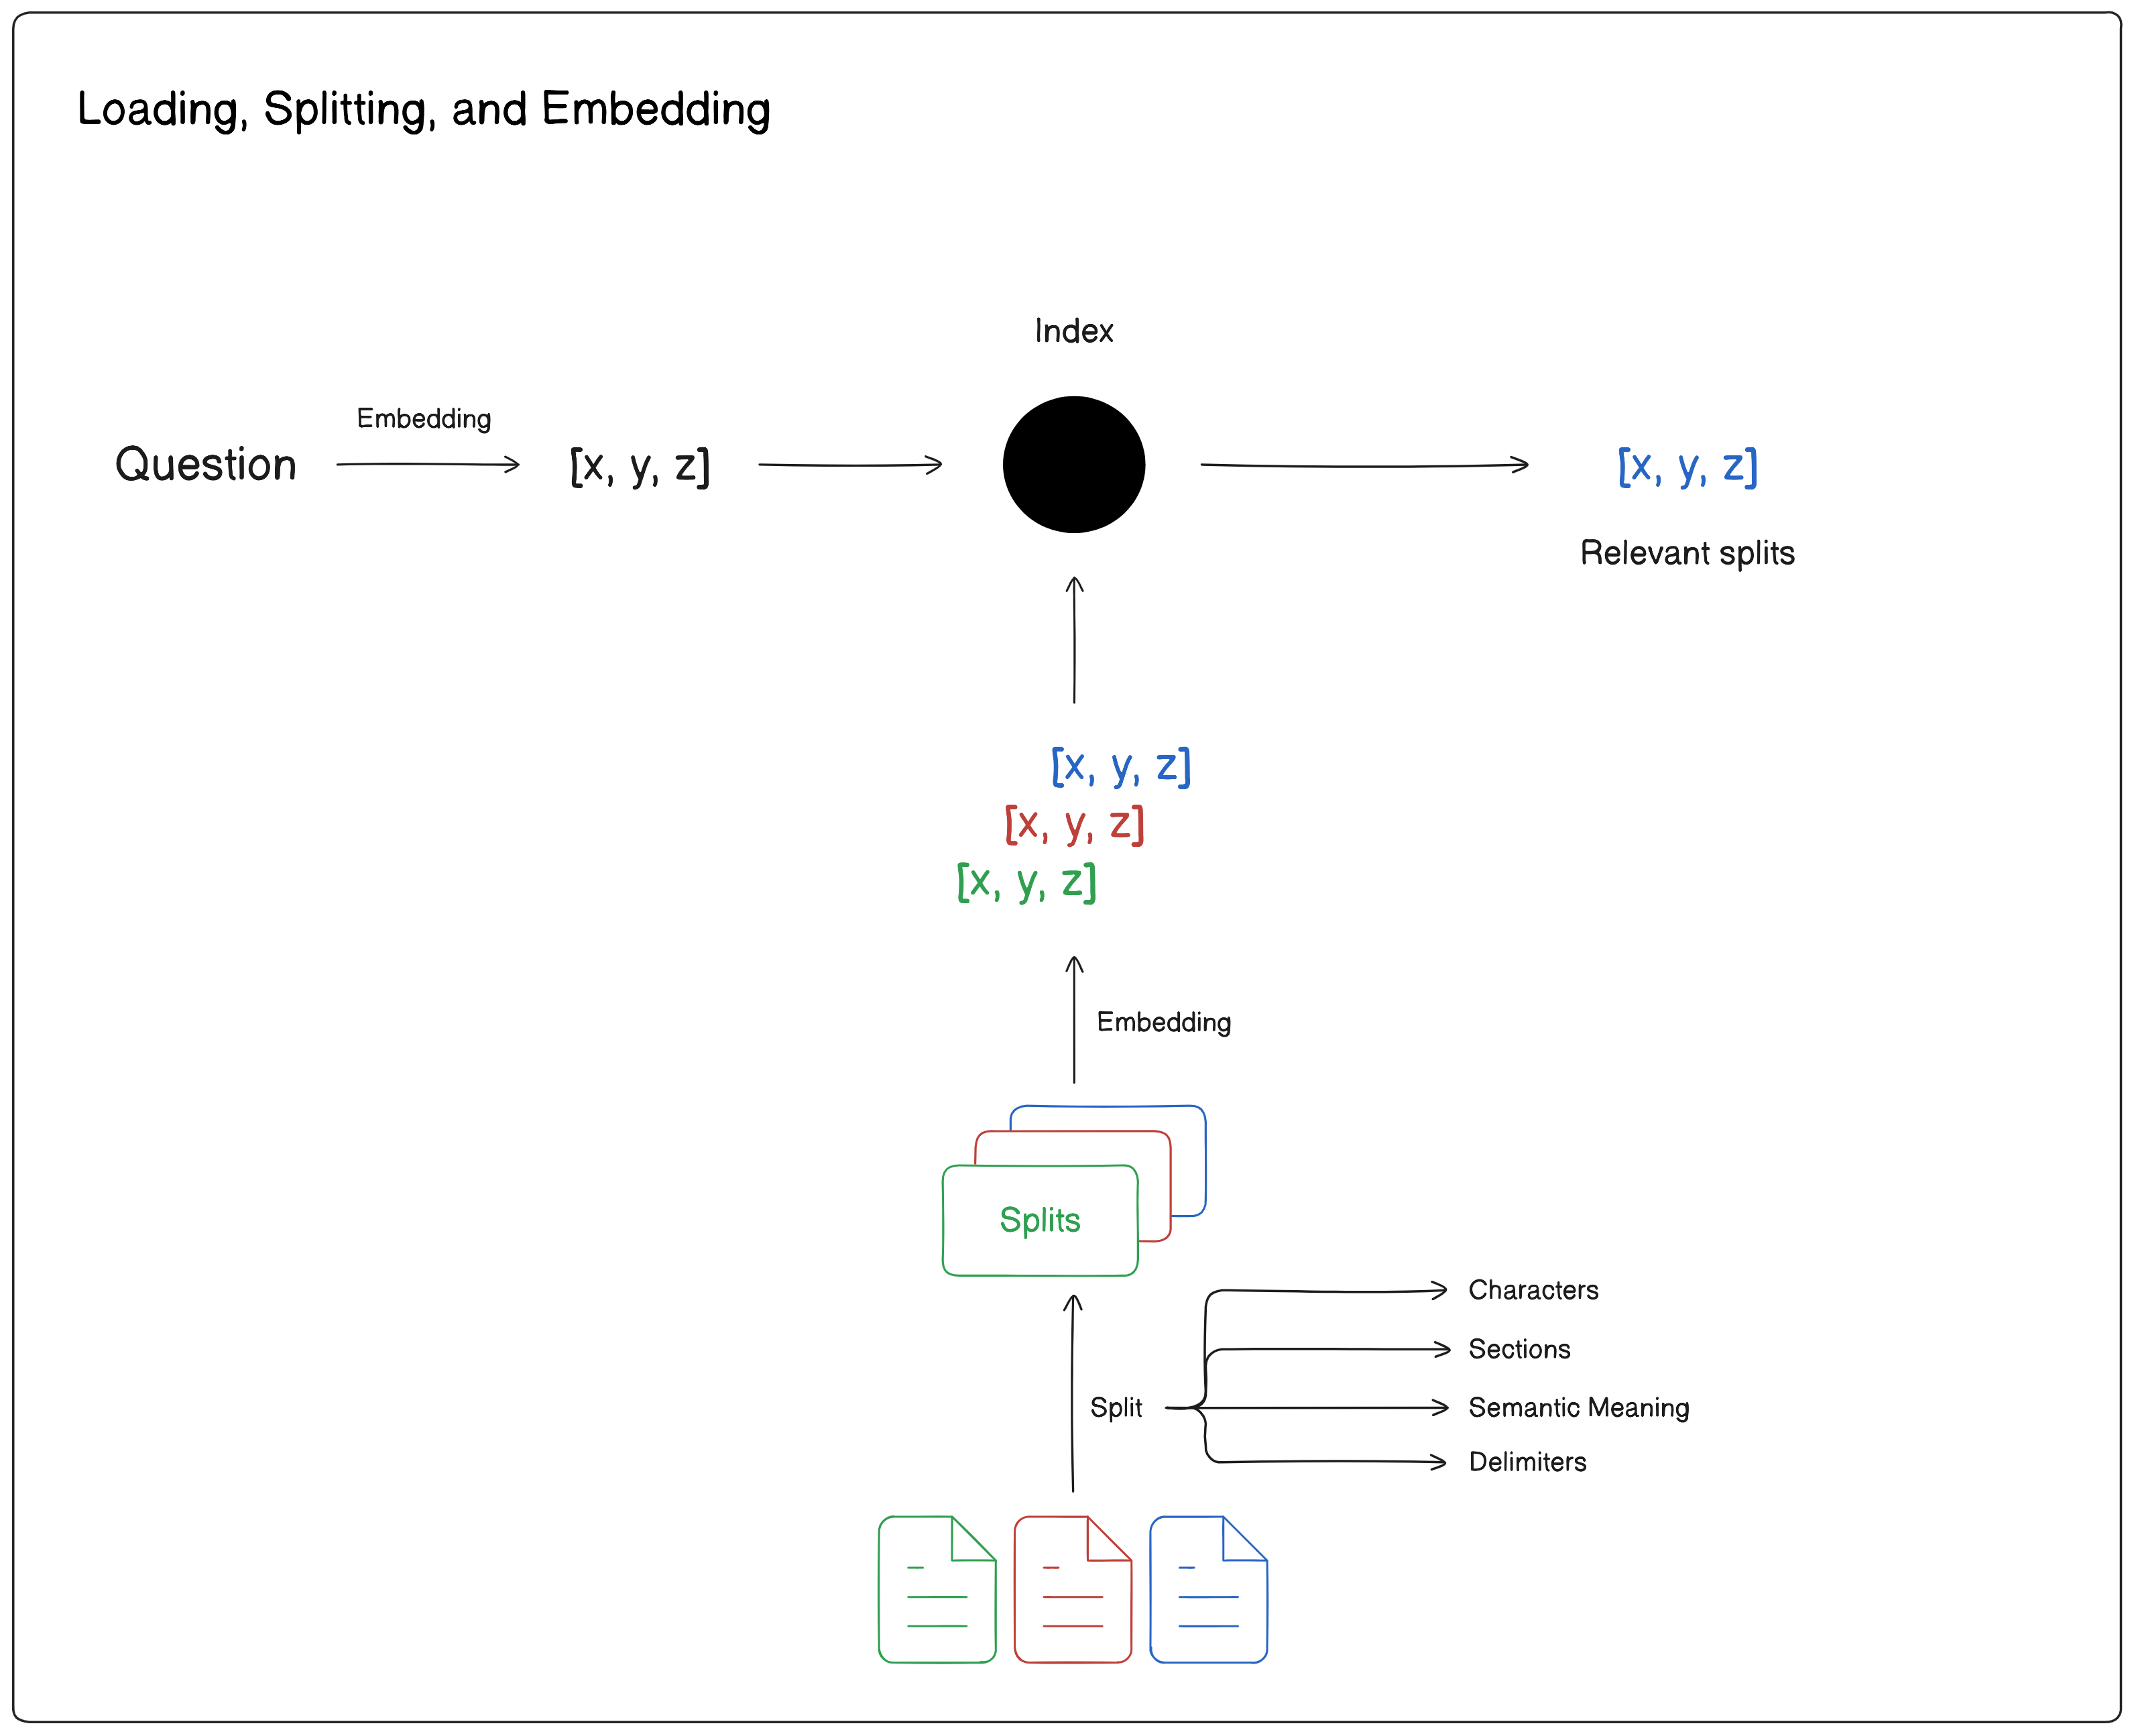 Loading, Splitting, and Embedding
Index
Embedding
Question
[x, y, z]
[x, y, z]
Relevant splits
[x, y, z]
[x, y, z]
[x, y, z]
Embedding
Splits
Characters
Sections
Split
Semantic Meaning
Delimiters